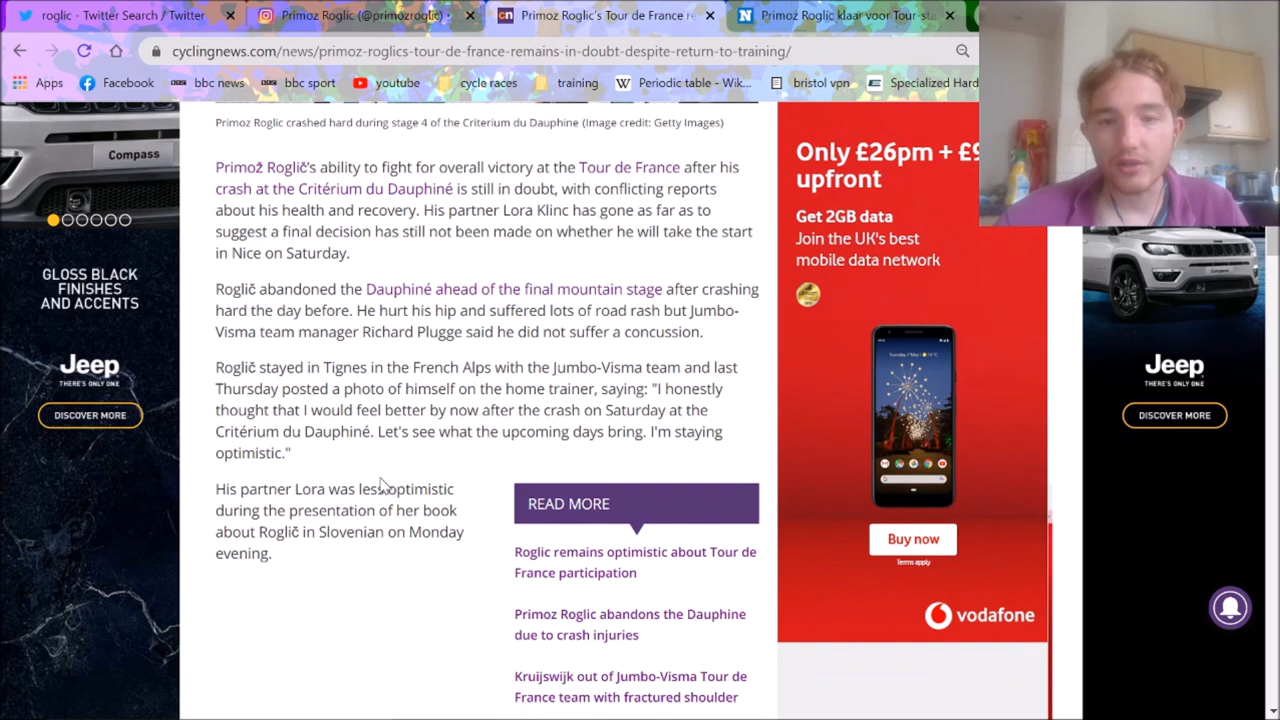 roglic - Twitter Search / Twitter
Primoz Roglic (@primozroglic) •
Primoz Roglic's Tour de France re
Primoz Roglic klaar voor Tour-sta
cyclingnews.com/news/primoz-roglics-tour-de-france-remains-in-doubt-despite-return-to-training/
Apps
Facebook
bbc news
bbc sport
youtube
cycle races
training
Periodic table - Wik...
bristol vpn
Specialized Hard
Compass
Primoz Roglic crashed hard during stage 4 of the Criterium du Dauphine (Image credit: Getty Images)
Primož Roglič's ability to fight for overall victory at the Tour de France after his
crash at the Critérium du Dauphiné is still in doubt, with conflicting reports
about his health and recovery. His partner Lora Klinc has gone as far as to
suggest a final decision has still not been made on whether he will take the start
in Nice on Saturday.
Roglič abandoned the Dauphiné ahead of the final mountain stage after crashing
hard the day before. He hurt his hip and suffered lots of road rash but Jumbo-
Visma team manager Richard Plugge said he did not suffer a concussion.
Roglič stayed in Tignes in the French Alps with the Jumbo-Visma team and last
Thursday posted a photo of himself on the home trainer, saying: "I honestly
thought that I would feel better by now after the crash on Saturday at the
Critérium du Dauphiné. Let's see what the upcoming days bring. I'm staying
optimistic."
His partner Lora was less optimistic
during the presentation of her book
about Roglič in Slovenian on Monday
evening.
READ MORE
Roglic remains optimistic about Tour de
France participation
Primoz Roglic abandons the Dauphine
due to crash injuries
Kruijswijk out of Jumbo-Visma Tour de
France team with fractured shoulder
GLOSS BLACK
FINISHES
AND ACCENTS
Jeep
THERE'S ONLY ONE
DISCOVER MORE
Only £26pm + £9
upfront
Get 2GB data
Join the UK's best
mobile data network
Buy now
Terms apply
vodafone
Jeep
THERE'S ONLY ONE
DISCOVER MORE